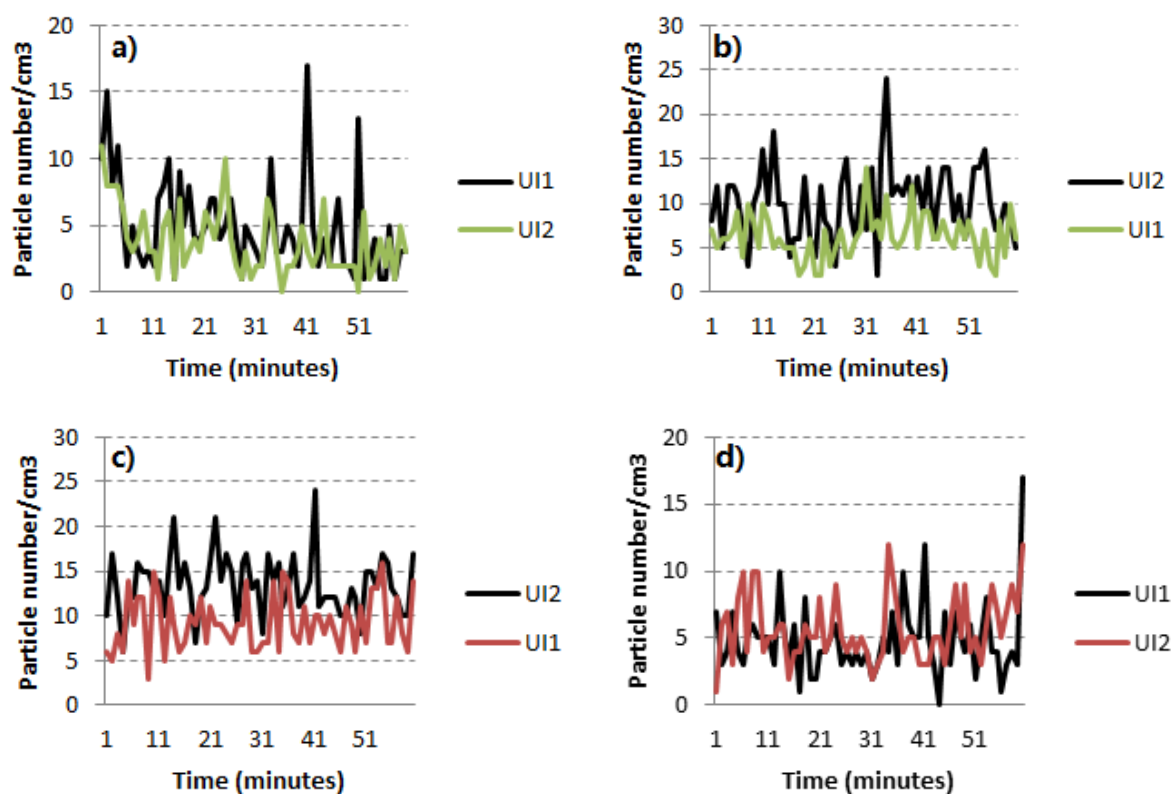 a)
Particle number/cm3
20
15
10
5
0
1 11 21 31 41 51
Time (minutes)
UI1
UI2
b)
Particle number/cm3
30
25
20
15
10
5
0
1 11 21 31 41 51
Time (minutes)
UI2
UI1
c)
Particle number/cm3
30
25
20
15
10
5
0
1 11 21 31 41 51
Time (minutes)
UI2
UI1
d)
Particle number/cm3
20
15
10
5
0
1 11 21 31 41 51
Time (minutes)
UI1
UI2